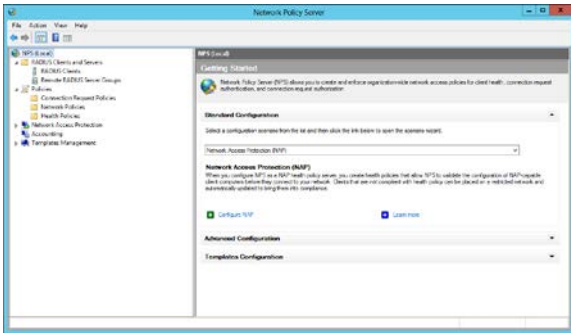 Network Policy Server
File Action View Help
NPS (Local)
RADIUS Clients and Servers
RADIUS Clients
Remote RADIUS Server Groups
Policies
Connection Request Policies
Network Policies
Health Policies
Network Access Protection
Accounting
Templates Management
NPS (Local)
Getting Started
Network Policy Server (NPS) allows you to create and enforce organization-wide network access policies for client health, connection request
authentication, and connection request authorization.
Standard Configuration
Select a configuration scenario from the list and then click the link below to open the scenario wizard.
Network Access Protection (NAP)
Network Access Protection (NAP)
When you configure NPS as a NAP health policy server, you create health policies that allow NPS to validate the configuration of NAP-capable
client computers before they connect to your network. Clients that are not compliant with health policy can be placed on a restricted network and
automatically updated to bring them into compliance.
Configure NAP
Learn more
Advanced Configuration
Templates Configuration